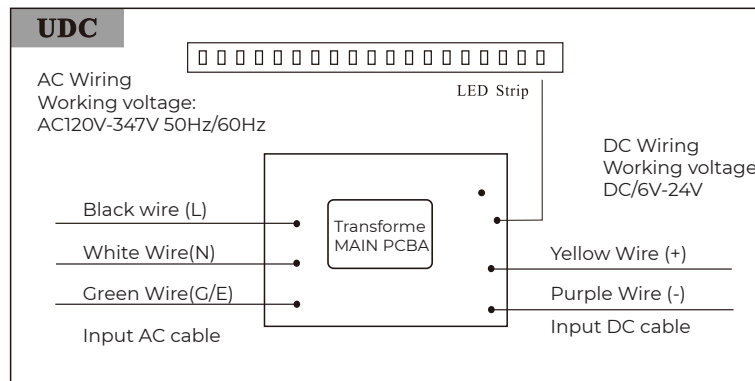 UDC
AC Wiring
Working voltage:
AC120V-347V 50Hz/60Hz
LED Strip
DC Wiring
Working voltage
DC/6V-24V
Black wire (L)
White Wire(N)
Green Wire(G/E)
Input AC cable
Transforme
MAIN PCBA
Yellow Wire (+)
Purple Wire (-)
Input DC cable